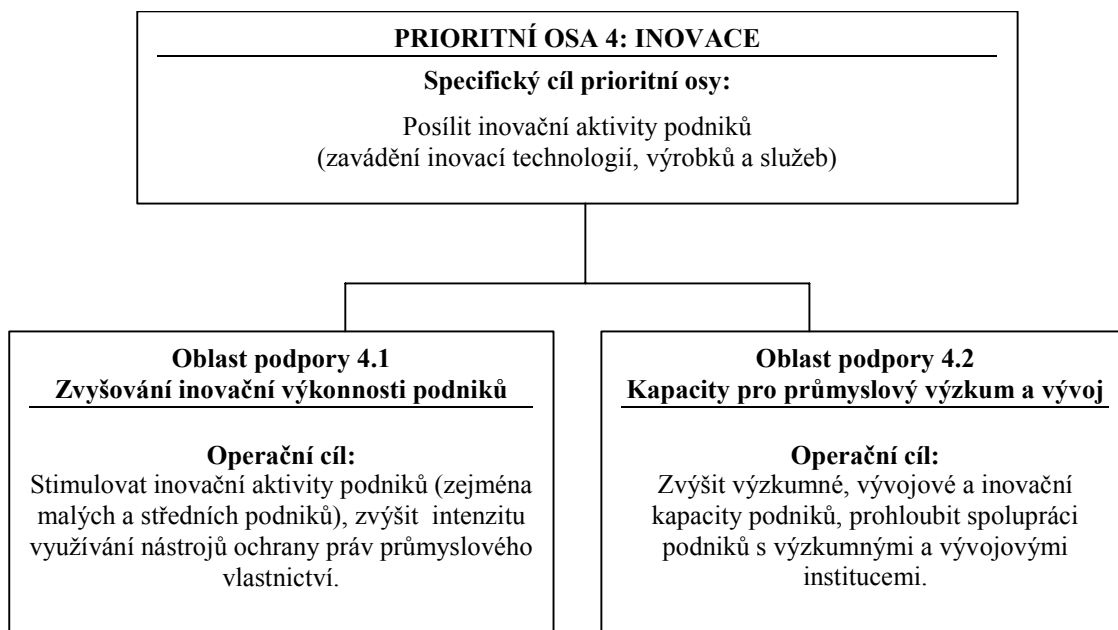 PRIORITNÍ OSA 4: INOVACE
Specifický cíl prioritní osy:
Posílit inovační aktivity podniků
(zavádění inovací technologií, výrobků a služeb)
Oblast podpory 4.1
Zvyšování inovační výkonnosti podniků
Operační cíl:
Stimulovat inovační aktivity podniků (zejména
malých a středních podniků), zvýšit intenzitu
využívání nástrojů ochrany práv průmyslového
vlastnictví.
Oblast podpory 4.2
Kapacity pro průmyslový výzkum a vývoj
Operační cíl:
Zvýšit výzkumné, vývojové a inovační
kapacity podniků, prohloubit spolupráci
podniků s výzkumnými a vývojovými
institucemi.